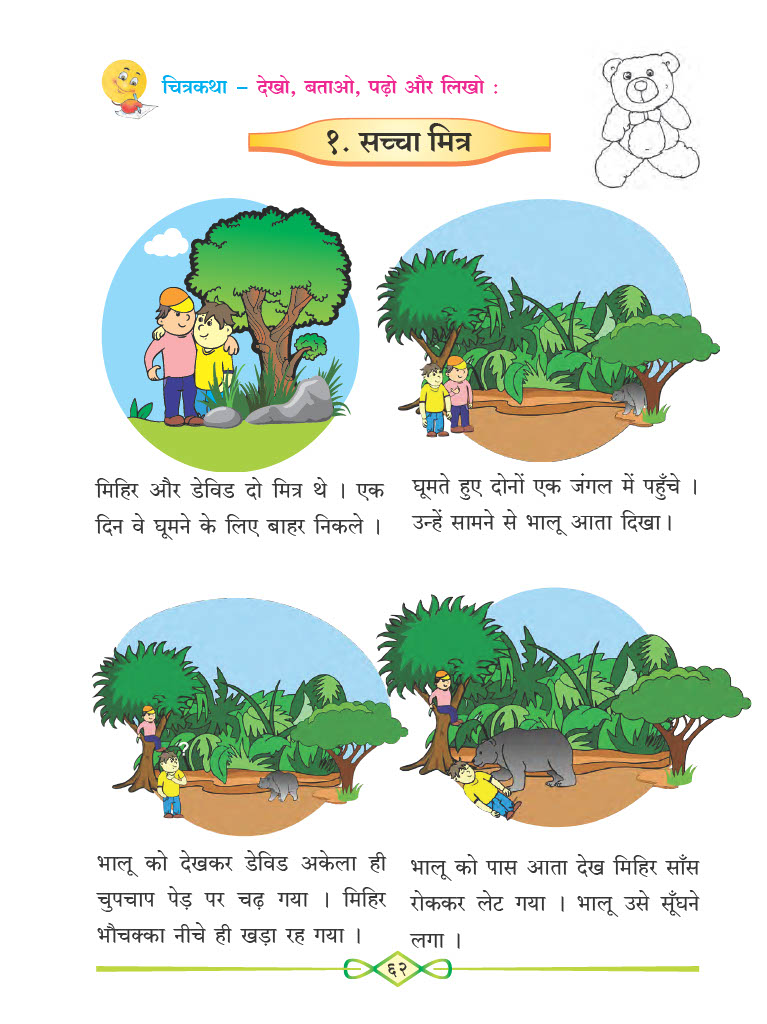 चित्रकथा – देखो, बताओ, पढ़ो और लिखो :
१. सच्चा मित्र
मिहिर और डेविड दो मित्र थे । एक
दिन वे घूमने के लिए बाहर निकले ।
घूमते हुए दोनों एक जंगल में पहुँचे ।
उन्हें सामने से भालू आता दिखा।
?
भालू को देखकर डेविड अकेला ही
चुपचाप पेड़ पर चढ़ गया । मिहिर
भौचक्का नीचे ही खड़ा रह गया ।
भालू को पास आता देख मिहिर साँस
रोककर लेट गया । भालू उसे सूँघने
लगा ।
६२